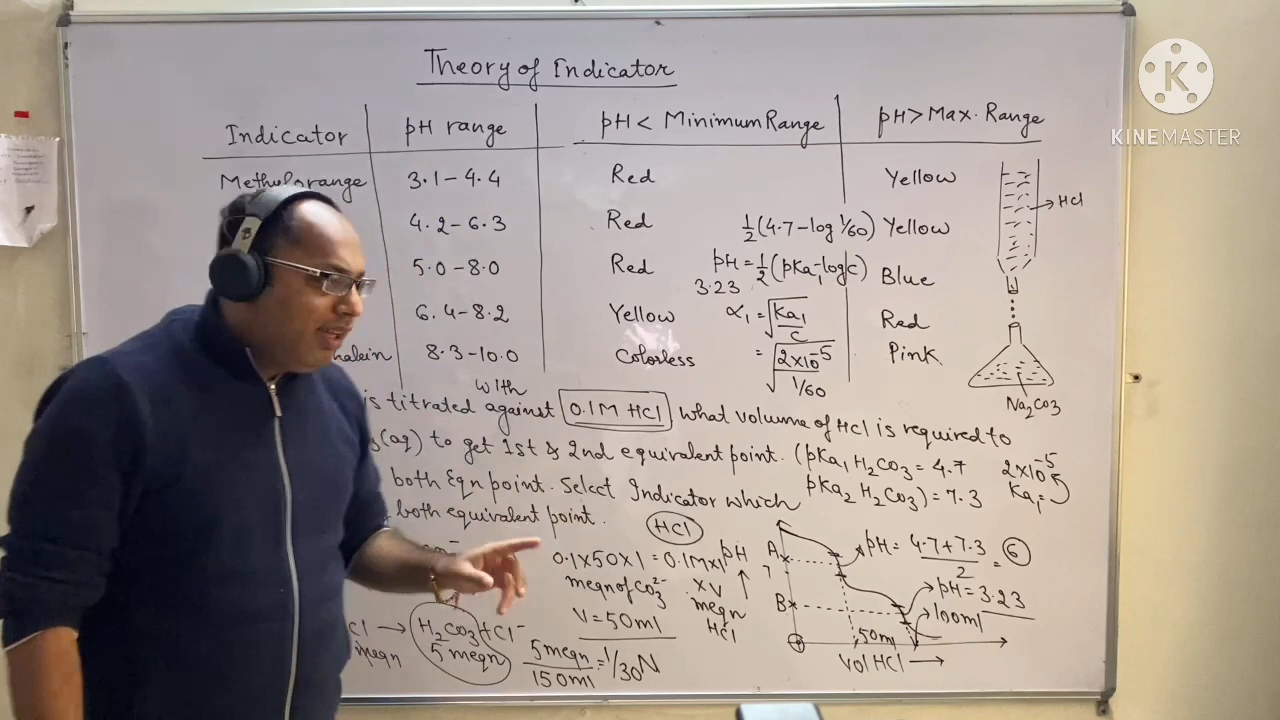 KINEMASTER
Theory of Indicator
Indicator pH range pH < Minimum Range pH > Max. Range
Methyl orange 3.1 – 4.4 Red Yellow
4.2 – 6.3 Red ½(4.7 – log 1/60) Yellow
5.0 – 8.0 Red pH = ½(pKa₁ – log c) Blue
3.23
6.4 – 8.2 Yellow α₁ = √(Ka₁/c) Red
8.3 – 10.0 Colorless = √(2×10⁻⁵/(1/60)) Pink
HCl
Na₂CO₃
with
is titrated against 0.1M HCl what volume of HCl is required to
(aq) to get 1st & 2nd equivalent point. (pKa₁ H₂CO₃ = 4.7 2×10⁻⁵
both Eqn point. Select Indicator which pKa₂ H₂CO₃) = 7.3 Ka₁ =
both equivalent point.
HCl
0.1×50×1 = 0.1M×1×V
meqn of CO₃²⁻ meqn HCl
V = 50ml
→ H₂CO₃ + Cl⁻
meqn 5 meqn
5 meqn/150ml = 1/30 N
pH
A
7
B
pH = (4.7+7.3)/2 = 6
pH = 3.23
100ml
50ml
Vol HCl →